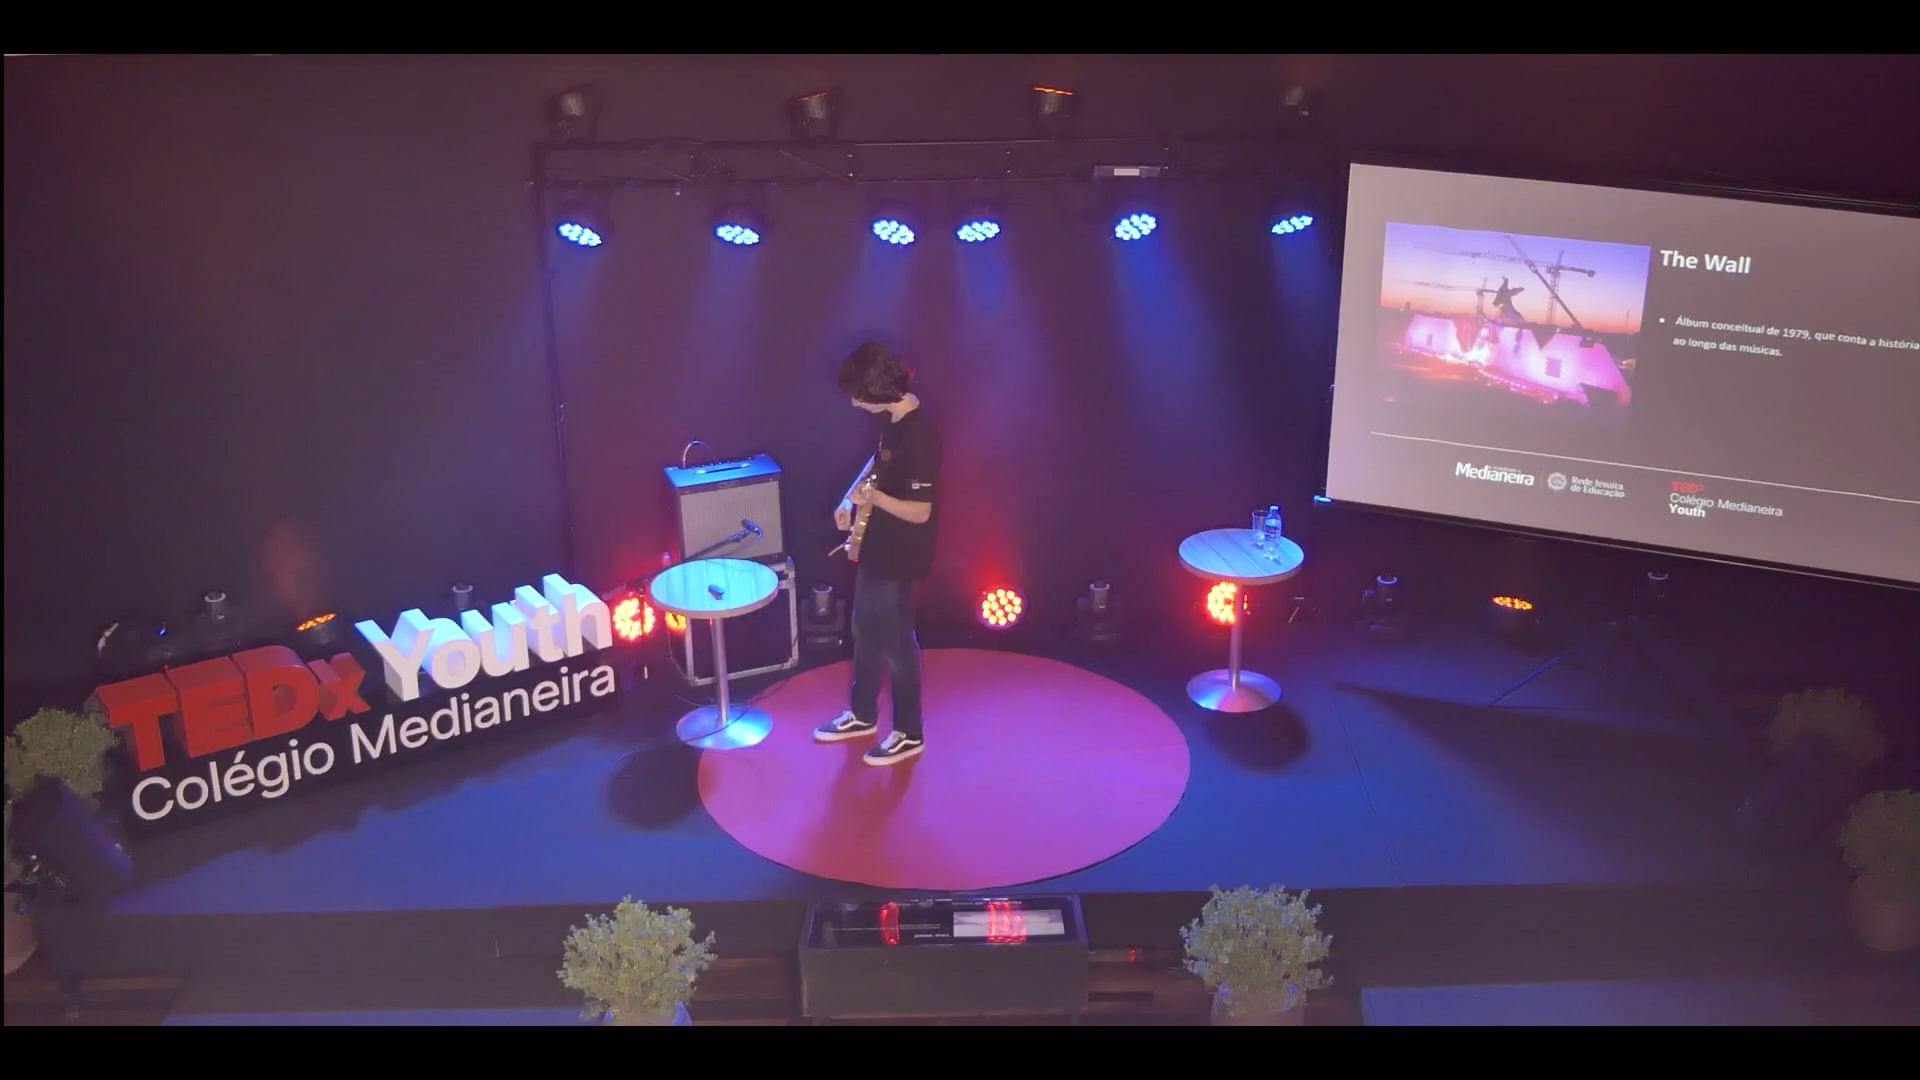 The Wall
• Álbum conceitual de 1979, que conta a história
ao longo das músicas.
Medianeira
Rede Jesuíta
de Educação
TEDx
Colégio Medianeira
Youth
TEDx Youth
Colégio Medianeira